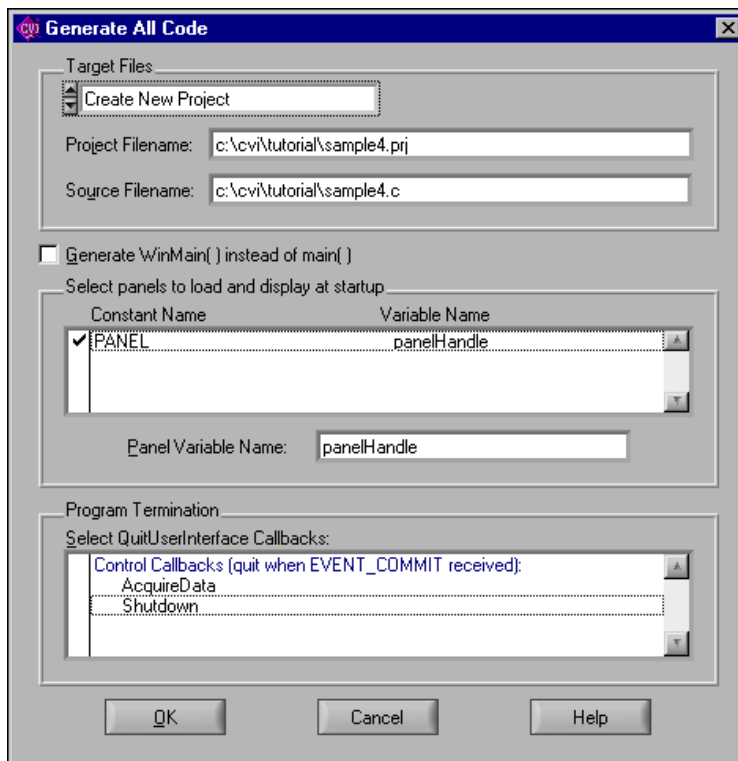 CVI Generate All Code
Target Files
Create New Project
Project Filename: c:\cvi\tutorial\sample4.prj
Source Filename: c:\cvi\tutorial\sample4.c
Generate WinMain( ) instead of main( )
Select panels to load and display at startup
Constant Name Variable Name
PANEL panelHandle
Panel Variable Name: panelHandle
Program Termination
Select QuitUserInterface Callbacks:
Control Callbacks (quit when EVENT_COMMIT received):
AcquireData
Shutdown
OK Cancel Help